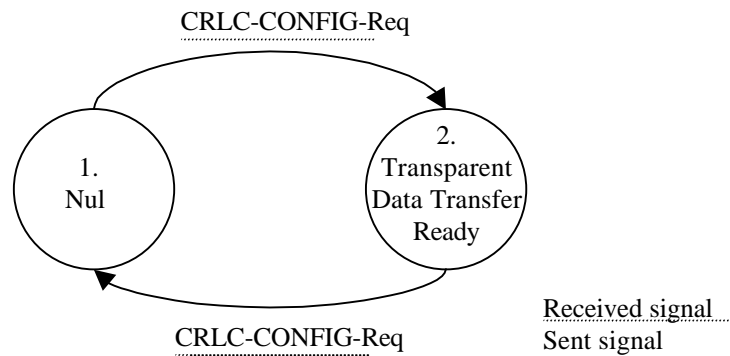 CRLC-CONFIG-Req
1.
Nul
2.
Transparent
Data Transfer
Ready
CRLC-CONFIG-Req
Received signal
Sent signal